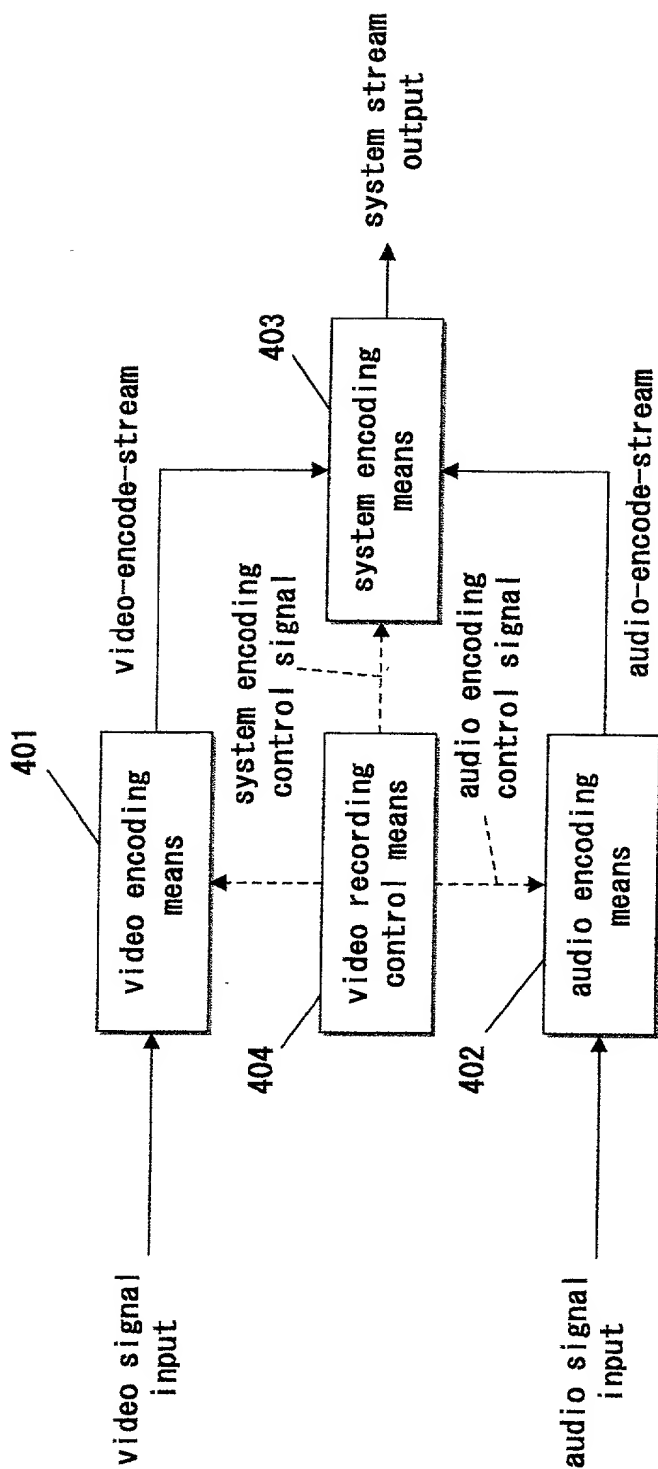 video signal
input
401
video encoding
means
video-encode-stream
404
video recording
control means
system encoding
control signal
403
system encoding
means
system stream
output
audio encoding
control signal
audio signal
input
402
audio encoding
means
audio-encode-stream